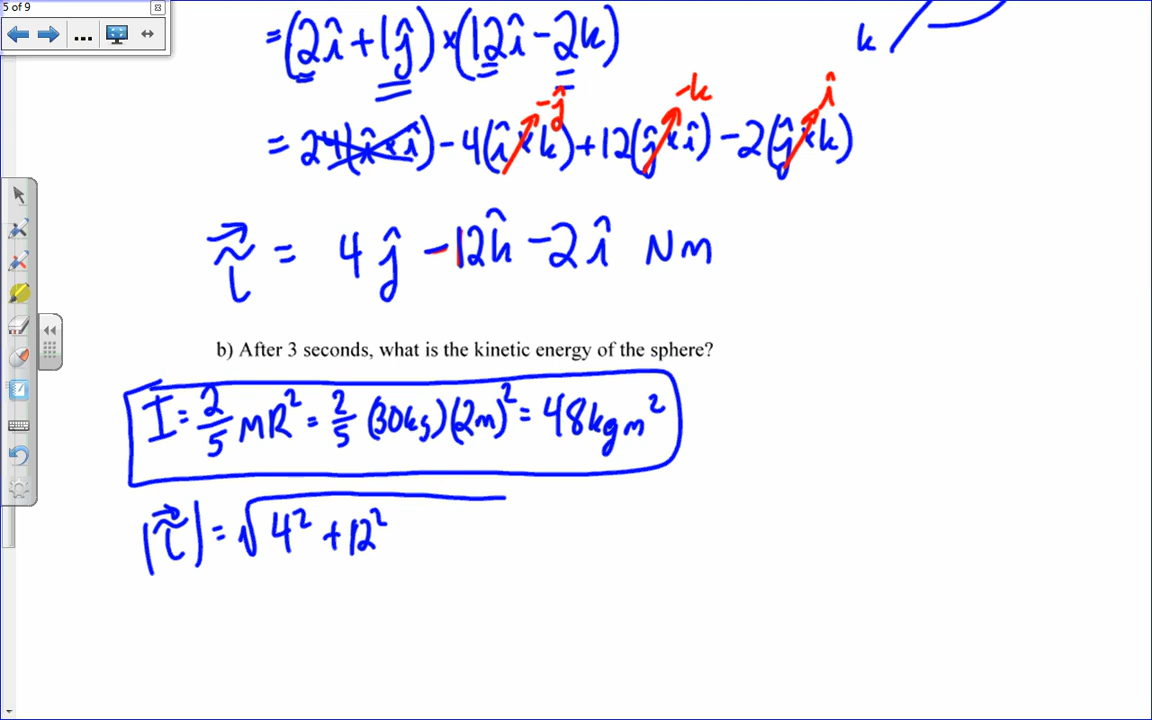 5 of 9
= (2î + 1ĵ) × (12î − 2k)
k
−ĵ −k î
= 24(î × î) − 4(î × k) + 12(ĵ × î) − 2(ĵ × k)
τ⃗ = 4ĵ − 12k̂ − 2î Nm
b) After 3 seconds, what is the kinetic energy of the sphere?
I = 2/5 MR² = 2/5 (30kg)(2m)² = 48kgm²
|τ⃗| = √4² + 12²